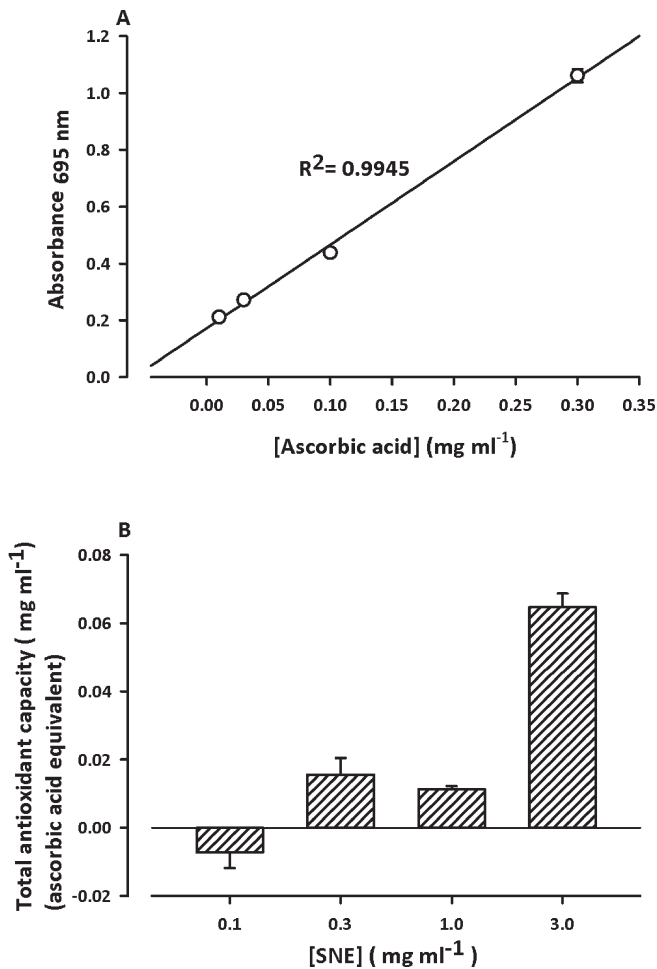 A
1.2
1.0
0.8
0.6
0.4
0.2
0.0
Absorbance 695 nm
R2= 0.9945
0.00 0.05 0.10 0.15 0.20 0.25 0.30 0.35
[Ascorbic acid] (mg ml-1)
B
Total antioxidant capacity ( mg ml-1)
(ascorbic acid equivalent)
0.08
0.06
0.04
0.02
0.00
-0.02
0.1 0.3 1.0 3.0
[SNE] ( mg ml-1 )